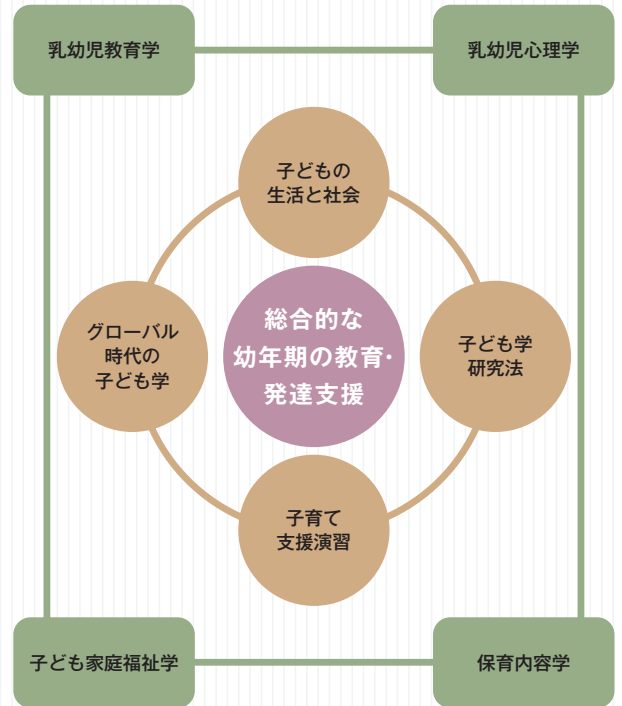 乳幼児教育学
乳幼児心理学
子どもの
生活と社会
グローバル
時代の
子ども学
総合的な
幼年期の教育・
発達支援
子ども学
研究法
子育て
支援演習
子ども家庭福祉学
保育内容学